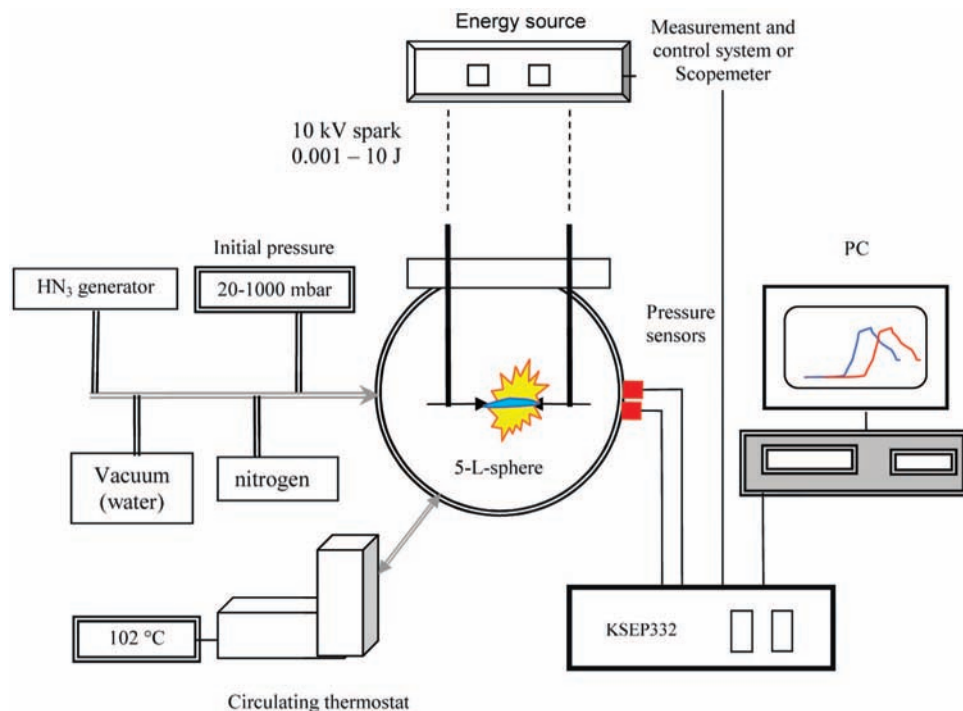 Energy source
Measurement and
control system or
Scopemeter
10 kV spark
0.001 – 10 J
Initial pressure
PC
HN₃ generator
20-1000 mbar
Pressure
sensors
5-L-sphere
Vacuum
(water)
nitrogen
102 °C
KSEP332
Circulating thermostat